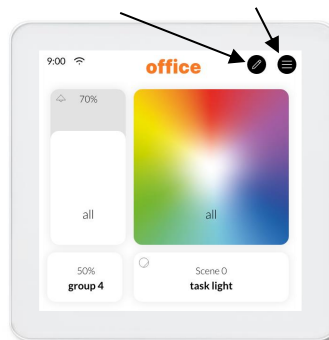 9:00
office
70%
all
all
50%
group 4
Scene 0
task light